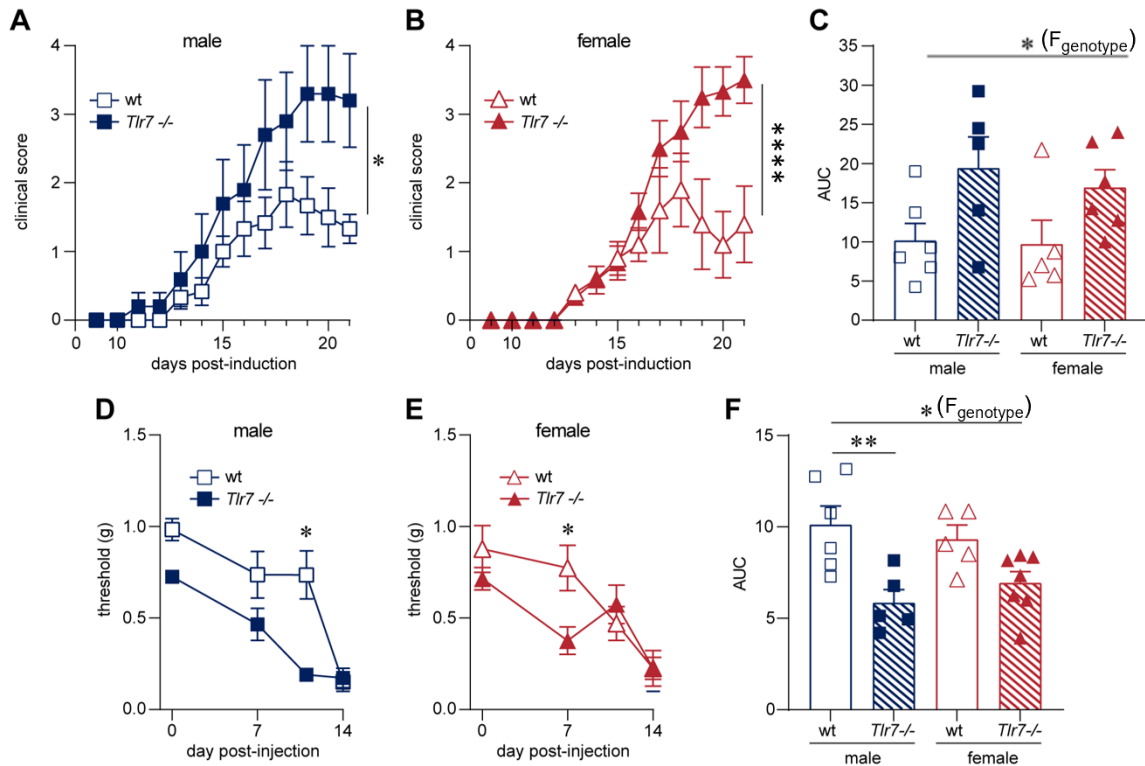 A
male
wt
Tlr7 -/-
clinical score
4
3
2
1
0
*
0 10 15 20
days post-induction
B
female
wt
Tlr7 -/-
clinical score
4
3
2
1
0
****
0 10 15 20
days post-induction
C
* (Fgenotype)
AUC
35
30
25
20
15
10
5
0
wt Tlr7-/- wt Tlr7-/-
male female
D
male
wt
Tlr7 -/-
threshold (g)
1.5
1.0
0.5
0.0
*
0 7 14
day post-injection
E
female
wt
Tlr7 -/-
threshold (g)
1.5
1.0
0.5
0.0
*
0 7 14
day post-injection
F
* (Fgenotype)
**
AUC
15
10
5
0
wt Tlr7-/- wt Tlr7-/-
male female